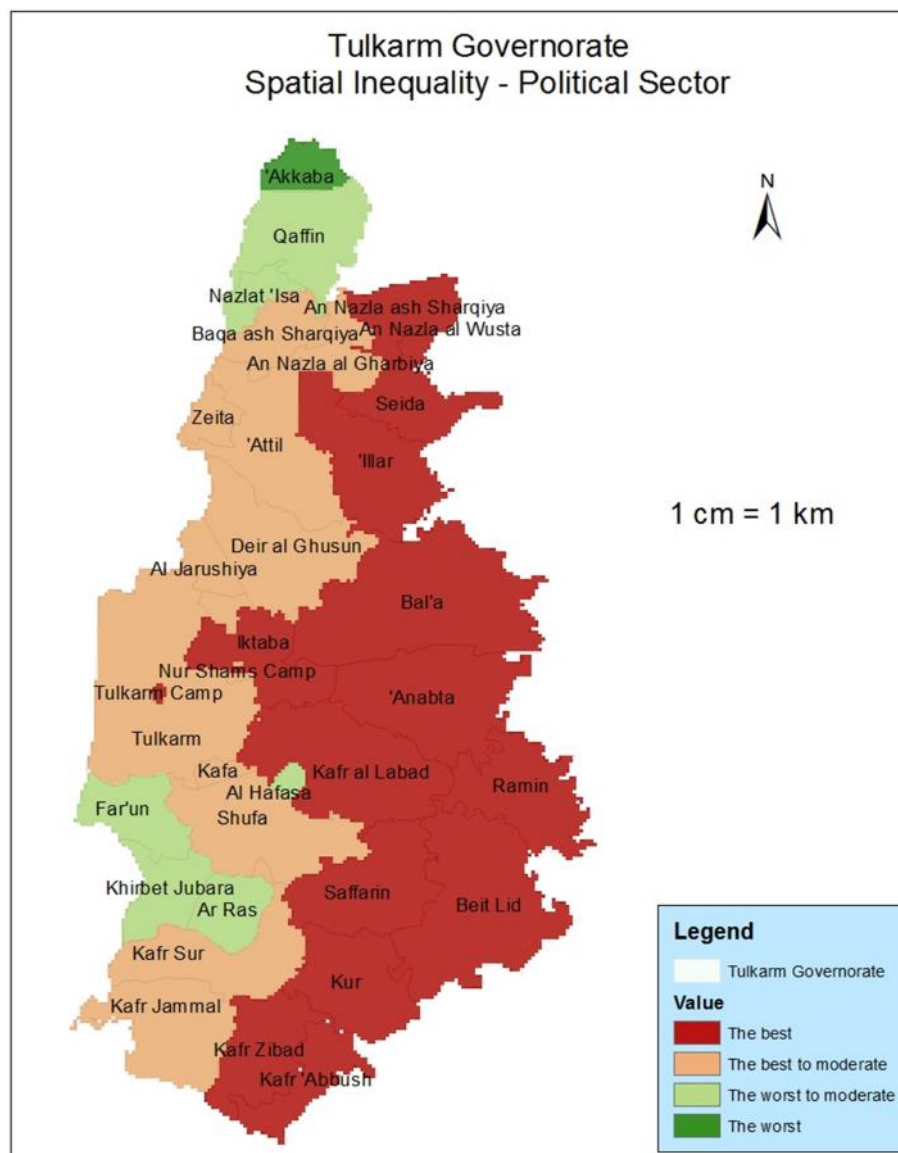 Tulkarm Governorate
Spatial Inequality - Political Sector
N
'Akkaba
Qaffin
Nazlat 'Isa
An Nazla ash Sharqiya
Baqa ash Sharqiya
An Nazla al Wusta
An Nazla al Gharbiya
Seida
Zeita
'Attil
'Illar
1 cm = 1 km
Deir al Ghusun
Al Jarushiya
Bal'a
Iktaba
Nur Shams Camp
Tulkarm Camp
'Anabta
Tulkarm
Kafa
Kafr al Labad
Ramin
Al Hafasa
Far'un
Shufa
Khirbet Jubara
Saffarin
Ar Ras
Beit Lid
Kafr Sur
Kur
Kafr Jammal
Kafr Zibad
Kafr 'Abbush
Legend
Tulkarm Governorate
Value
The best
The best to moderate
The worst to moderate
The worst